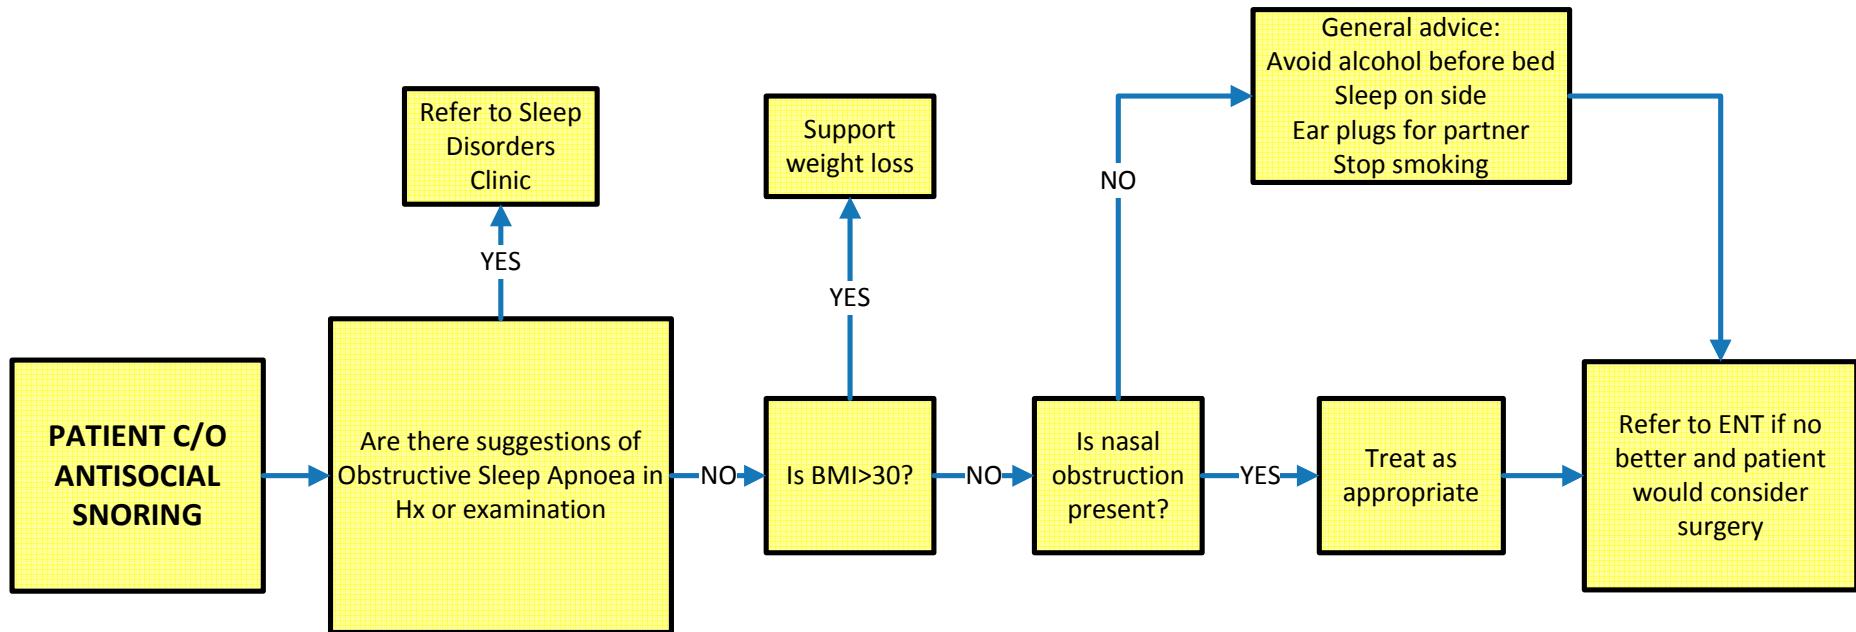 PATIENT C/O
ANTISOCIAL
SNORING
Are there suggestions of
Obstructive Sleep Apnoea in
Hx or examination
YES
Refer to Sleep
Disorders
Clinic
NO
Is BMI>30?
YES
Support
weight loss
NO
Is nasal
obstruction
present?
NO
General advice:
Avoid alcohol before bed
Sleep on side
Ear plugs for partner
Stop smoking
YES
Treat as
appropriate
Refer to ENT if no
better and patient
would consider
surgery